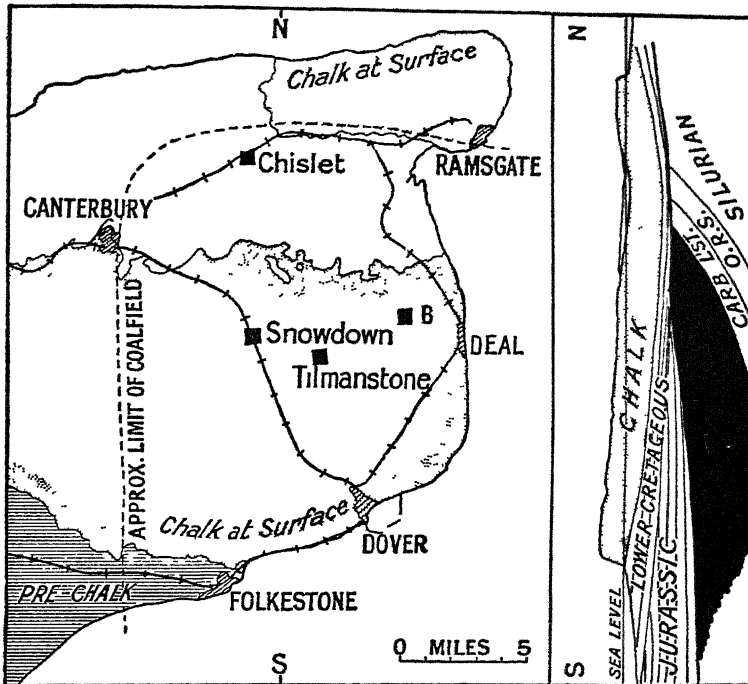 N
Chalk at Surface
Chislet
RAMSGATE
CANTERBURY
APPROX. LIMIT OF COALFIELD
B
Snowdown
DEAL
Tilmanstone
Chalk at Surface
DOVER
PRE-CHALK
FOLKESTONE
0 MILES 5
S
N
SILURIAN
O.R.S.
CARB LST.
CHALK
LOWER-CRETAGEOUS
JURASSIC
SEA LEVEL
S